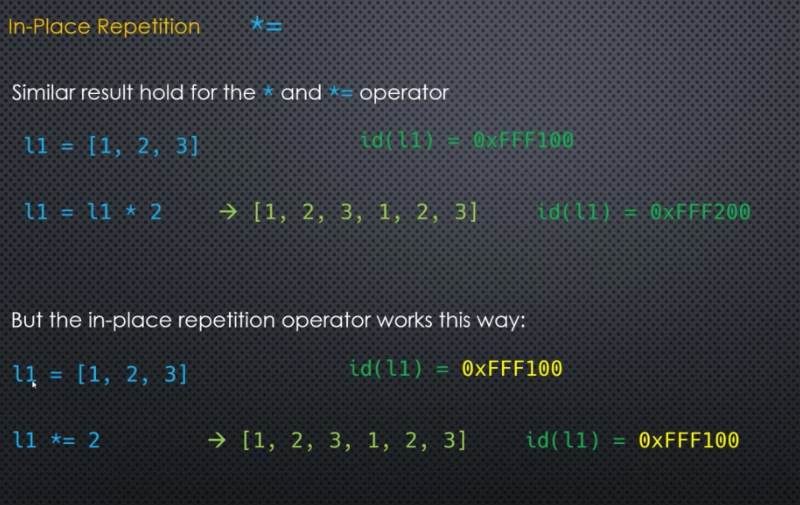 In-Place Repetition *=
Similar result hold for the * and *= operator
l1 = [1, 2, 3] id(l1) = 0xFFF100
l1 = l1 * 2 → [1, 2, 3, 1, 2, 3] id(l1) = 0xFFF200
But the in-place repetition operator works this way:
l1 = [1, 2, 3] id(l1) = 0xFFF100
l1 *= 2 → [1, 2, 3, 1, 2, 3] id(l1) = 0xFFF100